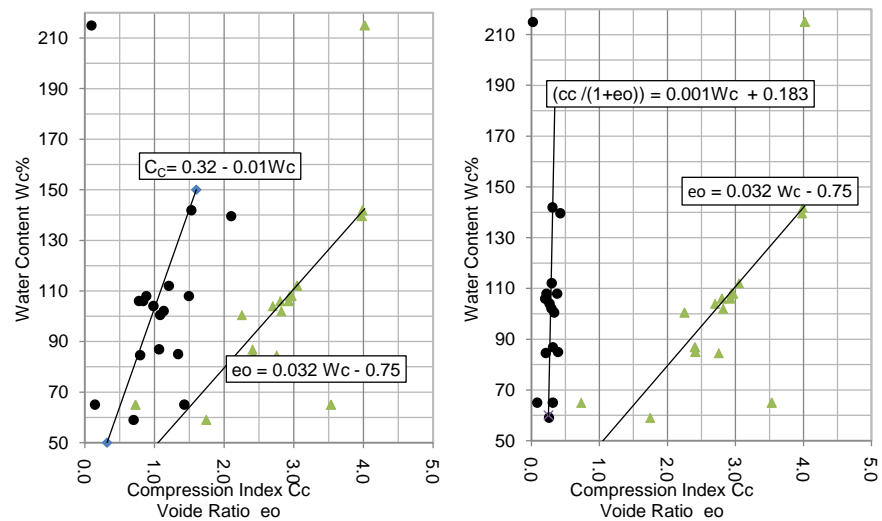 210
190
170
150
130
110
90
70
50
Water Content Wc%
C_C= 0.32 - 0.01Wc
eo = 0.032 Wc - 0.75
0.0 1.0 2.0 3.0 4.0 5.0
Compression Index Cc
Voide Ratio eo
210
190
170
150
130
110
90
70
50
Water Content Wc%
(cc /(1+eo)) = 0.001Wc + 0.183
eo = 0.032 Wc - 0.75
0.0 1.0 2.0 3.0 4.0 5.0
Compression Index Cc
Voide Ratio eo